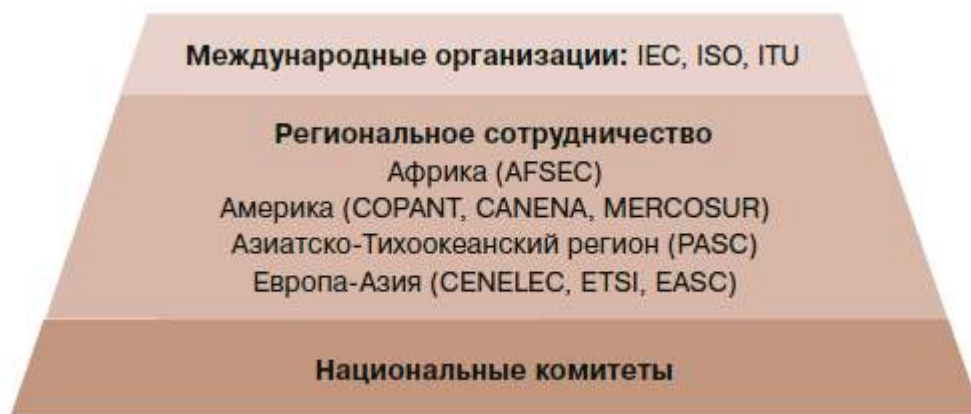 Международные организации: IEC, ISO, ITU
Региональное сотрудничество
Африка (AFSEC)
Америка (COPANT, CANENA, MERCOSUR)
Азиатско-Тихоокеанский регион (PASC)
Европа-Азия (CENELEC, ETSI, EASC)
Национальные комитеты